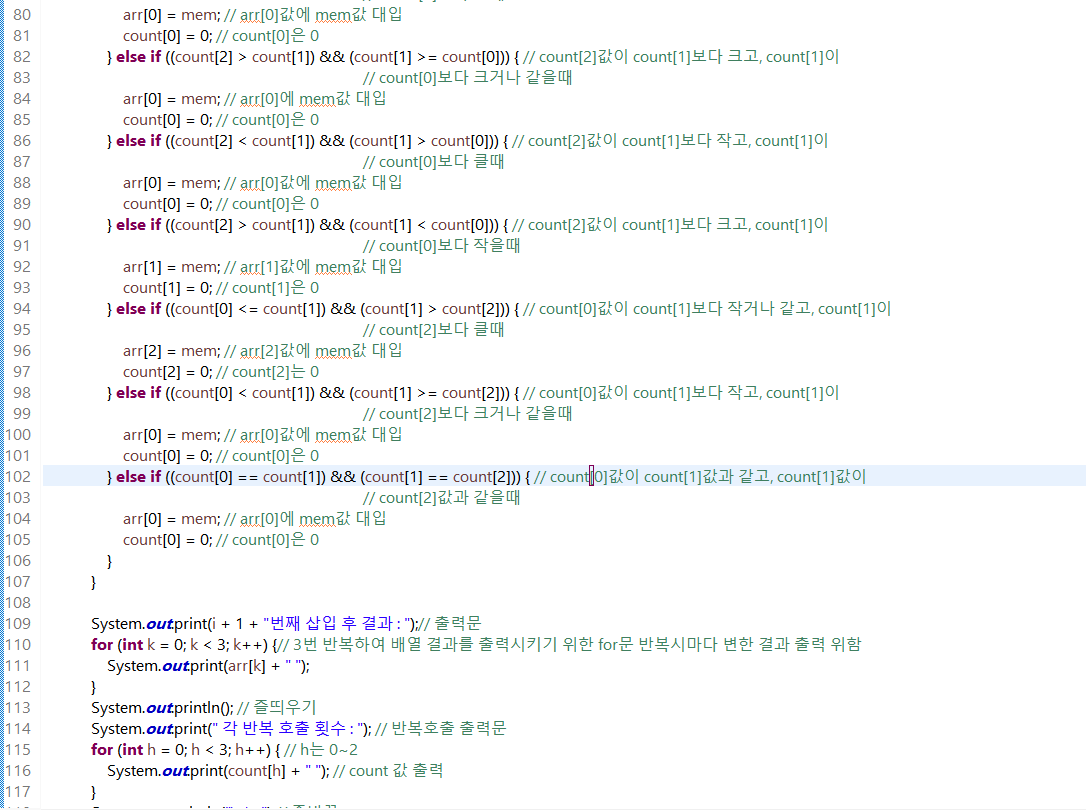 80 arr[0] = mem; // arr[0]값에 mem값 대입
81 count[0] = 0; // count[0]은 0
82 } else if ((count[2] > count[1]) && (count[1] >= count[0])) { // count[2]값이 count[1]보다 크고, count[1]이
83 // count[0]보다 크거나 같을때
84 arr[0] = mem; // arr[0]에 mem값 대입
85 count[0] = 0; // count[0]은 0
86 } else if ((count[2] < count[1]) && (count[1] > count[0])) { // count[2]값이 count[1]보다 작고, count[1]이
87 // count[0]보다 클때
88 arr[0] = mem; // arr[0]값에 mem값 대입
89 count[0] = 0; // count[0]은 0
90 } else if ((count[2] > count[1]) && (count[1] < count[0])) { // count[2]값이 count[1]보다 크고, count[1]이
91 // count[0]보다 작을때
92 arr[1] = mem; // arr[1]값에 mem값 대입
93 count[1] = 0; // count[1]은 0
94 } else if ((count[0] <= count[1]) && (count[1] > count[2])) { // count[0]값이 count[1]보다 작거나 같고, count[1]이
95 // count[2]보다 클때
96 arr[2] = mem; // arr[2]값에 mem값 대입
97 count[2] = 0; // count[2]는 0
98 } else if ((count[0] < count[1]) && (count[1] >= count[2])) { // count[0]값이 count[1]보다 작고, count[1]이
99 // count[2]보다 크거나 같을때
100 arr[0] = mem; // arr[0]값에 mem값 대입
101 count[0] = 0; // count[0]은 0
102 } else if ((count[0] == count[1]) && (count[1] == count[2])) { // count[0]값이 count[1]값과 같고, count[1]값이
103 // count[2]값과 같을때
104 arr[0] = mem; // arr[0]에 mem값 대입
105 count[0] = 0; // count[0]은 0
106 }
107 }
108
109 System.out.print(i + 1 + "번째 삽입 후 결과 : ");// 출력문
110 for (int k = 0; k < 3; k++) {// 3번 반복하여 배열 결과를 출력시키기 위한 for문 반복시마다 변한 결과 출력 위함
111 System.out.print(arr[k] + " ");
112 }
113 System.out.println(); // 즐띄우기
114 System.out.print(" 각 반복 호출 횟수 : "); // 반복호출 출력문
115 for (int h = 0; h < 3; h++) { // h는 0~2
116 System.out.print(count[h] + " "); // count 값 출력
117 }